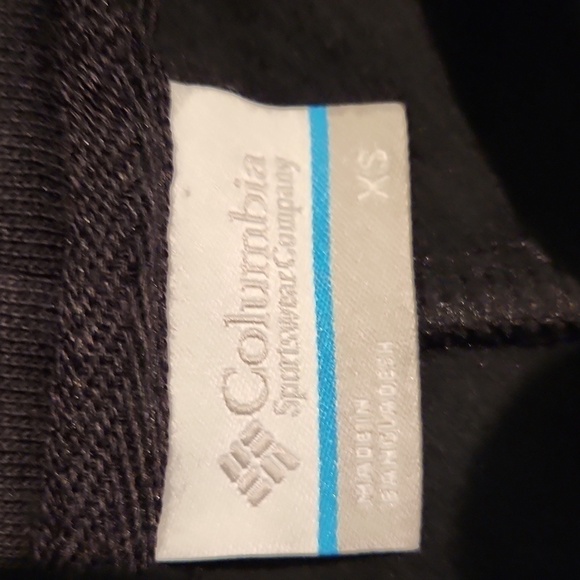 Columbia
Sportswear Company
XS
MADE IN
BANGLADESH